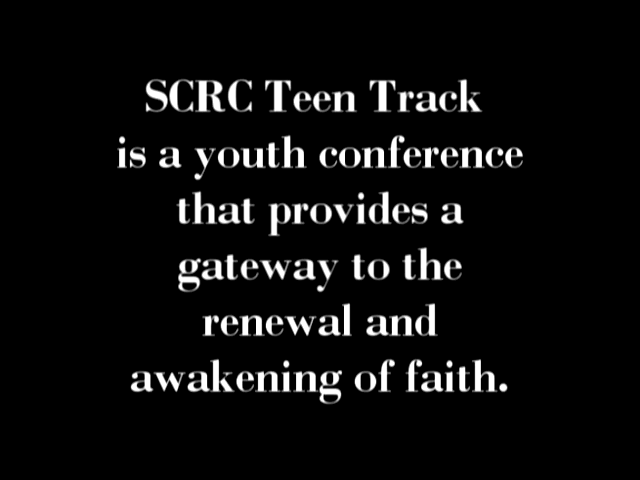 SCRC Teen Track
is a youth conference
that provides a
gateway to the
renewal and
awakening of faith.